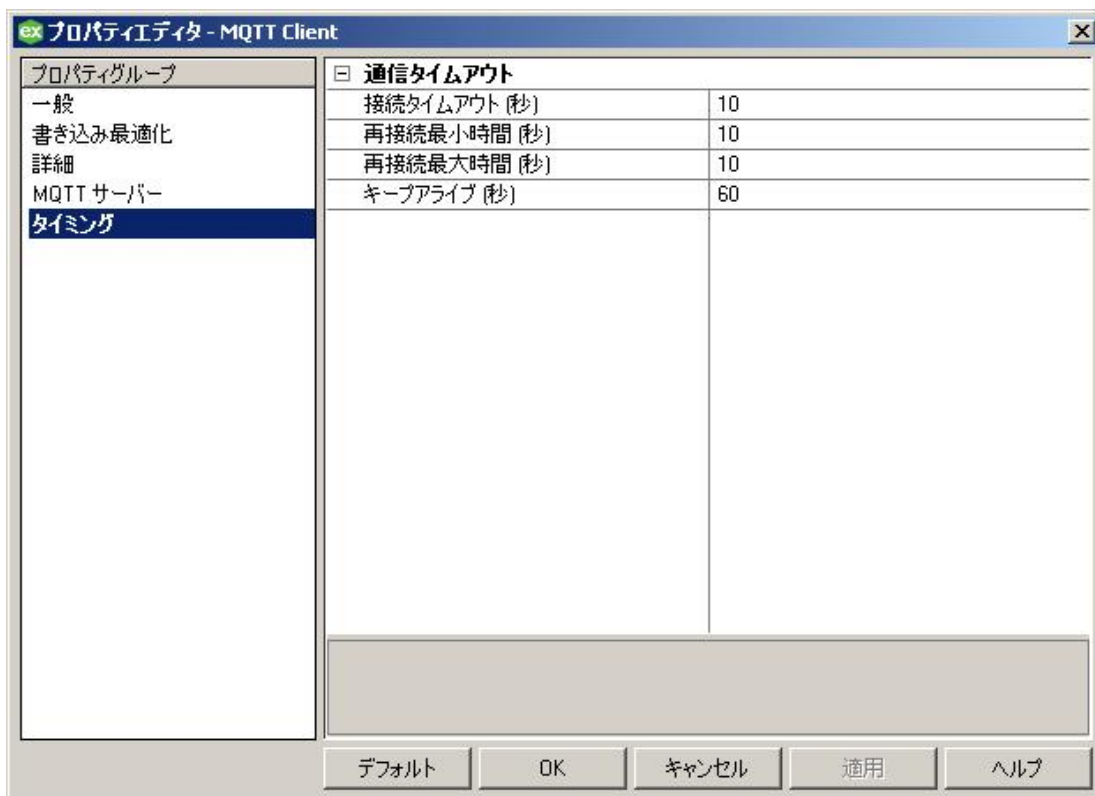 ex プロパティエディタ - MQTT Client
プロパティグループ
一般
書き込み最適化
詳細
MQTT サーバー
タイミング
通信タイムアウト
接続タイムアウト (秒) 10
再接続最小時間 (秒) 10
再接続最大時間 (秒) 10
キープアライブ (秒) 60
デフォルト OK キャンセル 適用 ヘルプ